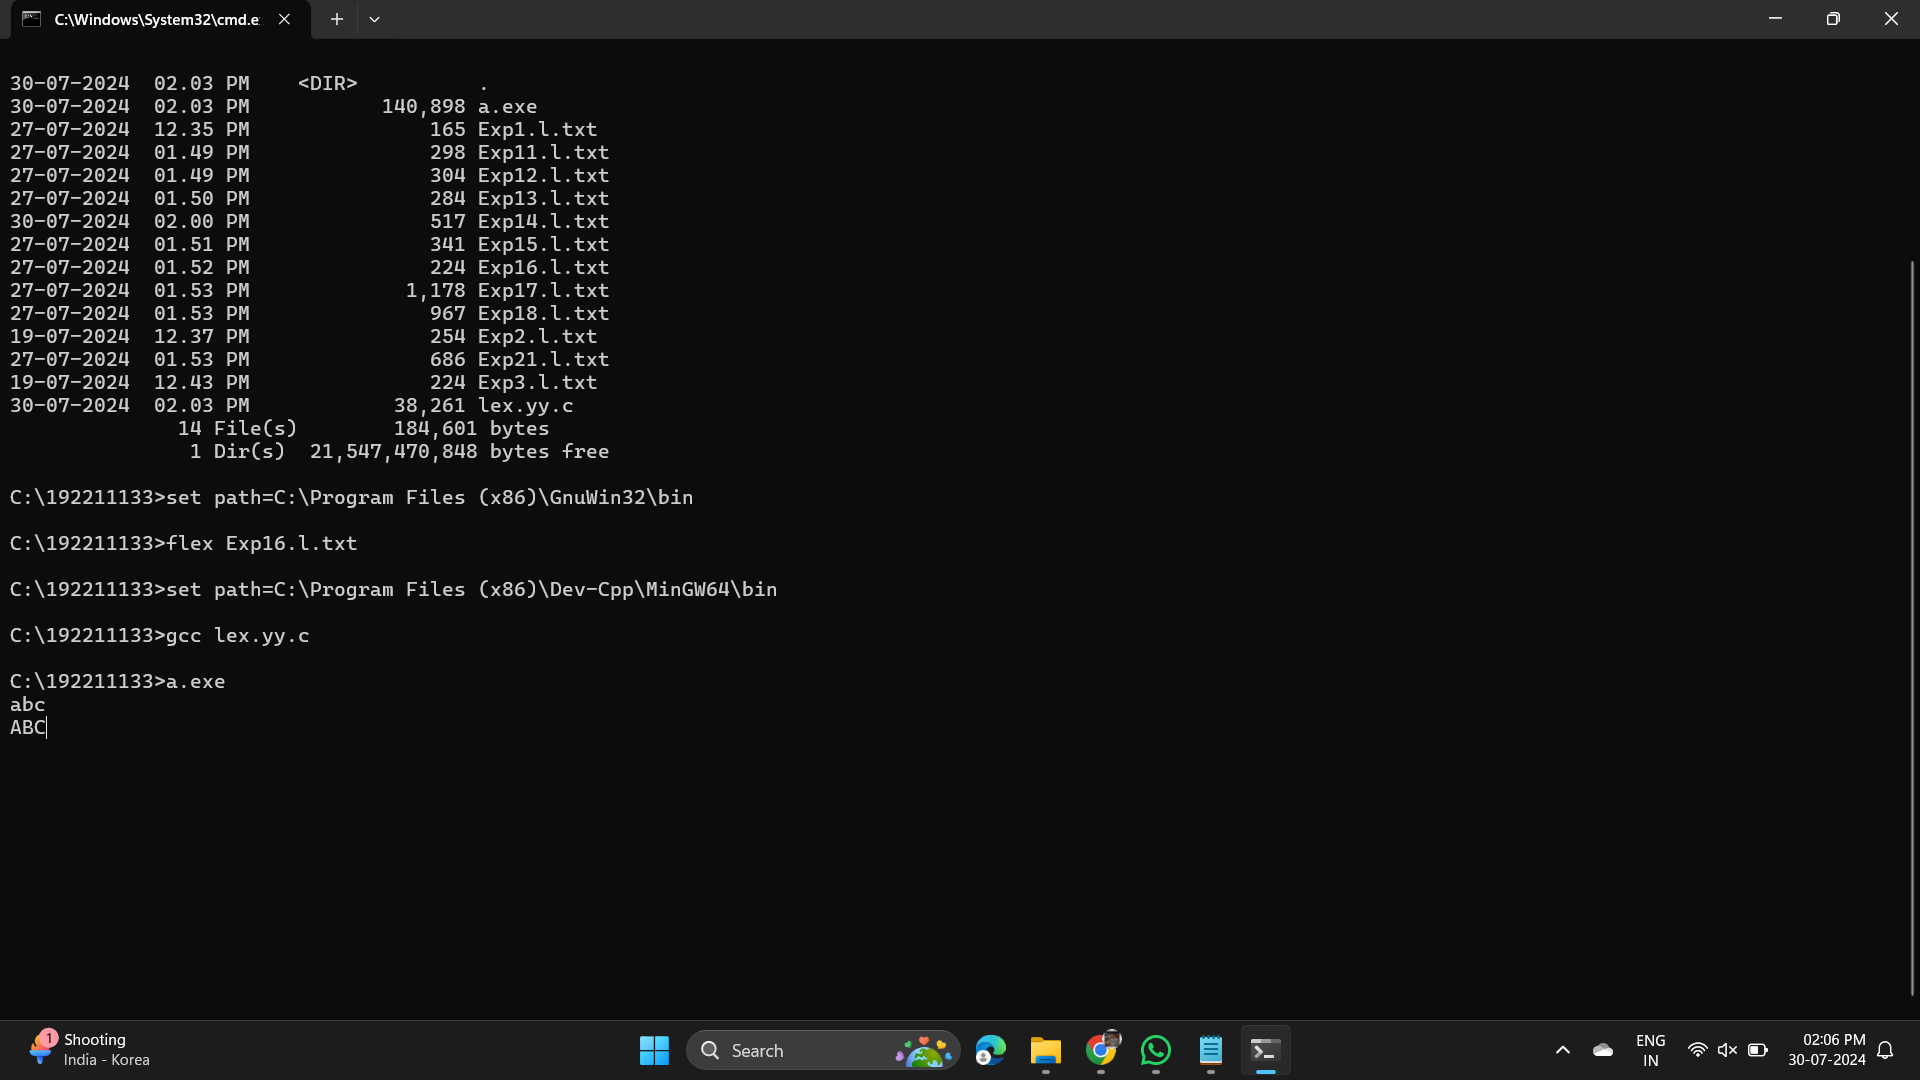 C:\Windows\System32\cmd.e
30-07-2024  02.03 PM    <DIR>          .
30-07-2024  02.03 PM           140,898 a.exe
27-07-2024  12.35 PM               165 Exp1.l.txt
27-07-2024  01.49 PM               298 Exp11.l.txt
27-07-2024  01.49 PM               304 Exp12.l.txt
27-07-2024  01.50 PM               284 Exp13.l.txt
30-07-2024  02.00 PM               517 Exp14.l.txt
27-07-2024  01.51 PM               341 Exp15.l.txt
27-07-2024  01.52 PM               224 Exp16.l.txt
27-07-2024  01.53 PM             1,178 Exp17.l.txt
27-07-2024  01.53 PM               967 Exp18.l.txt
19-07-2024  12.37 PM               254 Exp2.l.txt
27-07-2024  01.53 PM               686 Exp21.l.txt
19-07-2024  12.43 PM               224 Exp3.l.txt
30-07-2024  02.03 PM            38,261 lex.yy.c
              14 File(s)        184,601 bytes
               1 Dir(s)  21,547,470,848 bytes free
C:\192211133>set path=C:\Program Files (x86)\GnuWin32\bin
C:\192211133>flex Exp16.l.txt
C:\192211133>set path=C:\Program Files (x86)\Dev-Cpp\MinGW64\bin
C:\192211133>gcc lex.yy.c
C:\192211133>a.exe
abc
ABC
1
Shooting
India - Korea
Search
ENG
IN
02:06 PM
30-07-2024